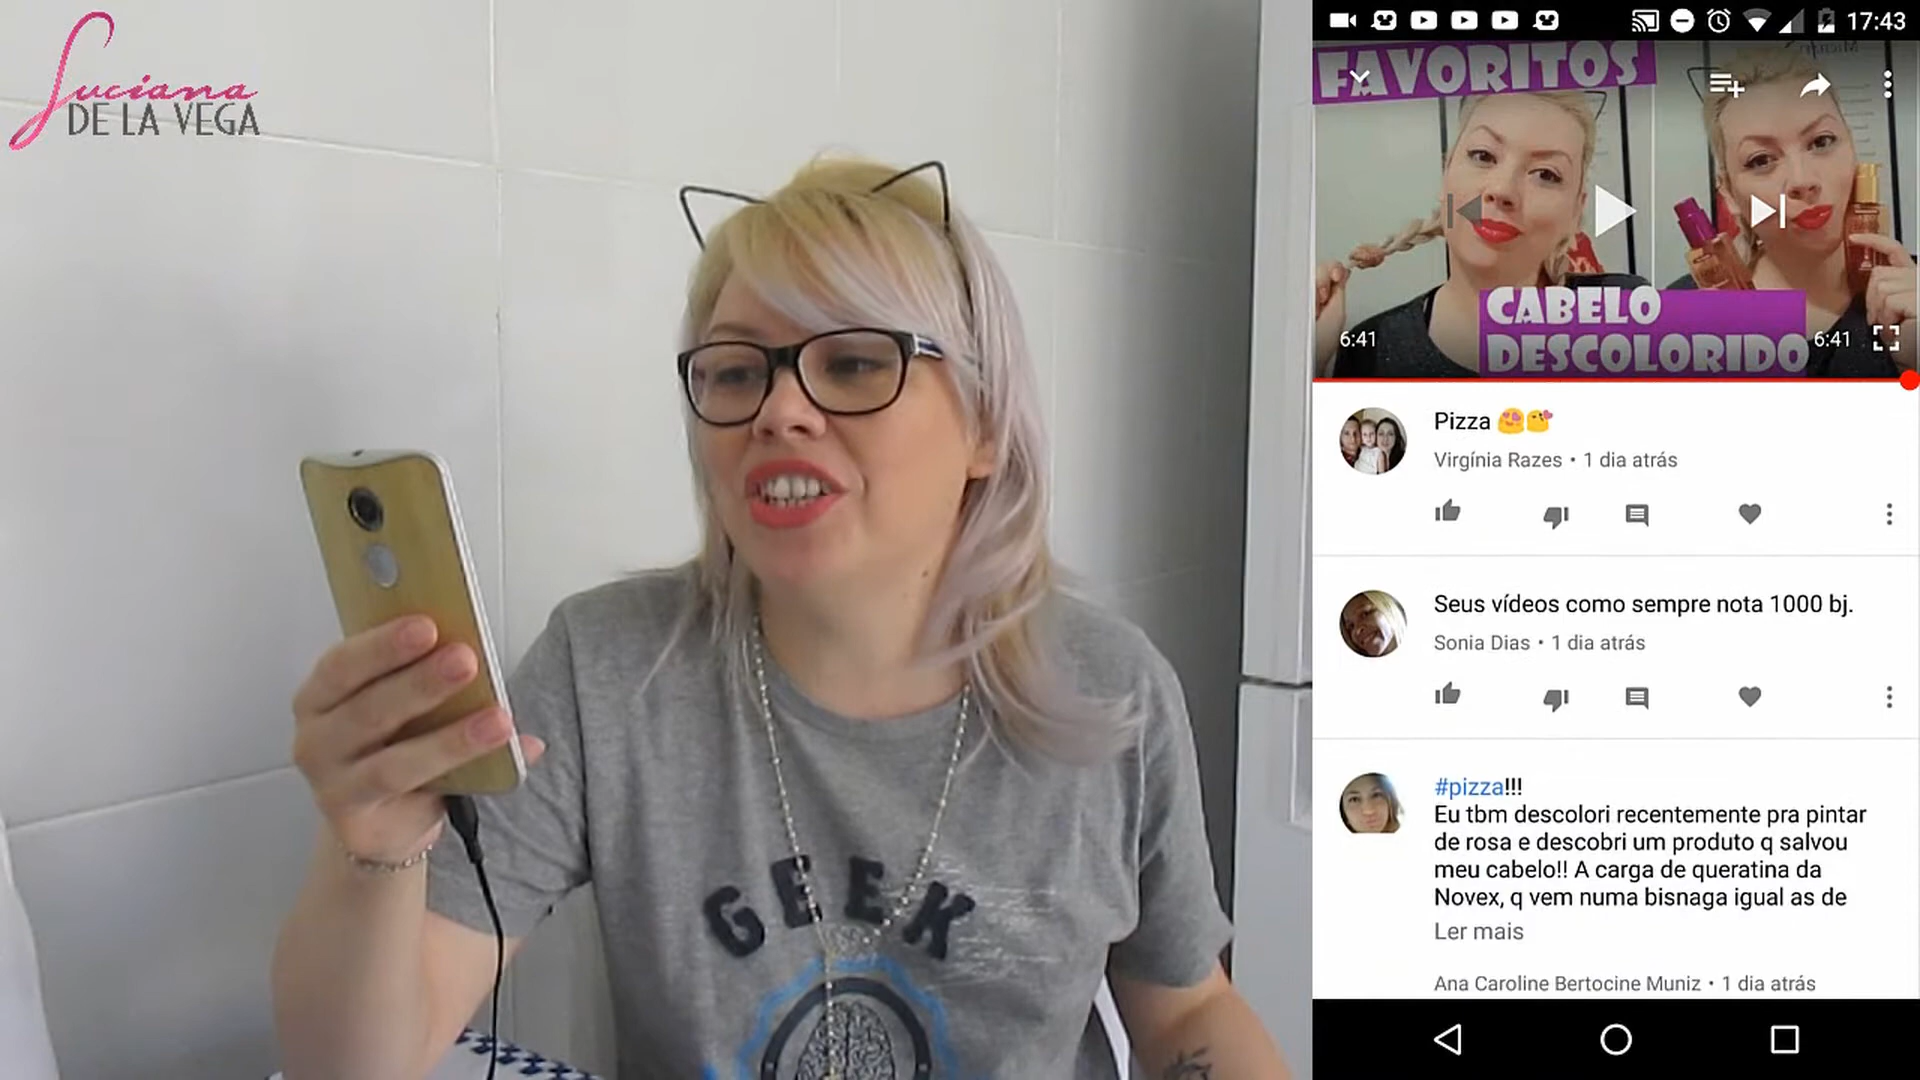 Luciana
DE LA VEGA
GEEK
17:43
FAVORITOS
CABELO
DESCOLORIDO
6:41
6:41
Pizza 😍😘
Virgínia Razes • 1 dia atrás
Seus vídeos como sempre nota 1000 bj.
Sonia Dias • 1 dia atrás
#pizza!!!
Eu tbm descolori recentemente pra pintar
de rosa e descobri um produto q salvou
meu cabelo!! A carga de queratina da
Novex, q vem numa bisnaga igual as de
Ler mais
Ana Caroline Bertocine Muniz • 1 dia atrás